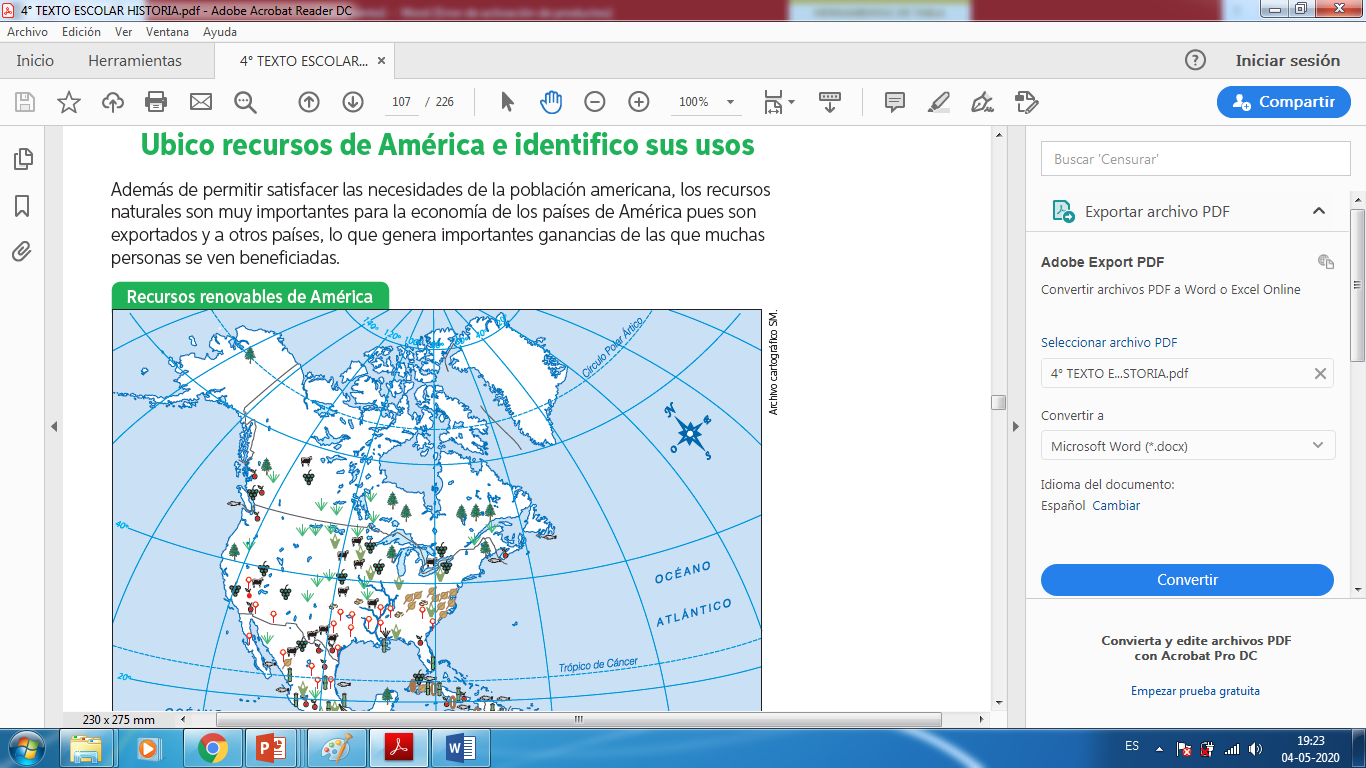 4° TEXTO ESCOLAR HISTORIA.pdf - Adobe Acrobat Reader DC
Archivo Edición Ver Ventana Ayuda
Inicio Herramientas 4° TEXTO ESCOLAR... × Iniciar sesión
107 / 226 100% Compartir
Ubico recursos de América e identifico sus usos
Además de permitir satisfacer las necesidades de la población americana, los recursos
naturales son muy importantes para la economía de los países de América pues son
exportados y a otros países, lo que genera importantes ganancias de las que muchas
personas se ven beneficiadas.
Recursos renovables de América
Archivo cartográfico SM.
140° 120° 100°
Círculo Polar Ártico
N
E
O
S
40°
OCÉANO
ATLÁNTICO
Trópico de Cáncer
20°
230 x 275 mm
Buscar 'Censurar'
Exportar archivo PDF
Adobe Export PDF
Convertir archivos PDF a Word o Excel Online
Seleccionar archivo PDF
4° TEXTO E...STORIA.pdf
Convertir a
Microsoft Word (*.docx)
Idioma del documento:
Español Cambiar
Convertir
Convierta y edite archivos PDF
con Acrobat Pro DC
Empezar prueba gratuita
ES
19:23
04-05-2020